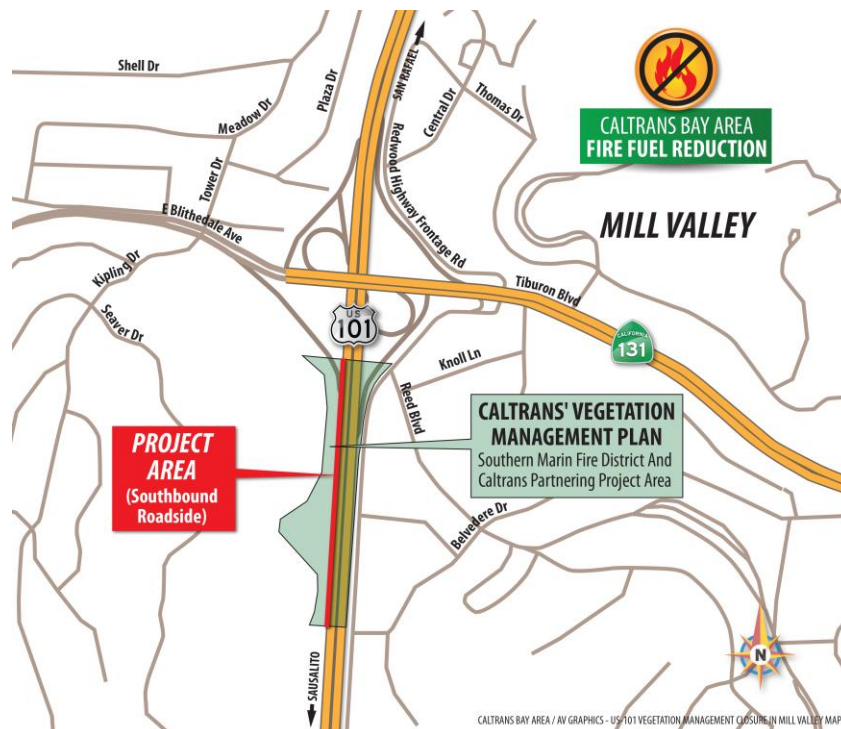 Shell Dr
Meadow Dr
Plaza Dr
SAN RAFAEL
Central Dr
Thomas Dr
CALTRANS BAY AREA
FIRE FUEL REDUCTION
Tower Dr
Redwood Highway Frontage Rd
E Blithedale Ave
MILL VALLEY
Kipling Dr
Tiburon Blvd
Seaver Dr
US
101
CALIFORNIA
131
Knoll Ln
Reed Blvd
CALTRANS' VEGETATION
MANAGEMENT PLAN
Southern Marin Fire District And
Caltrans Partnering Project Area
PROJECT
AREA
(Southbound
Roadside)
Belvedere Dr
SAUSALITO
N
CALTRANS BAY AREA / AV GRAPHICS - US-101 VEGETATION MANAGEMENT CLOSURE IN MILL VALLEY MAP